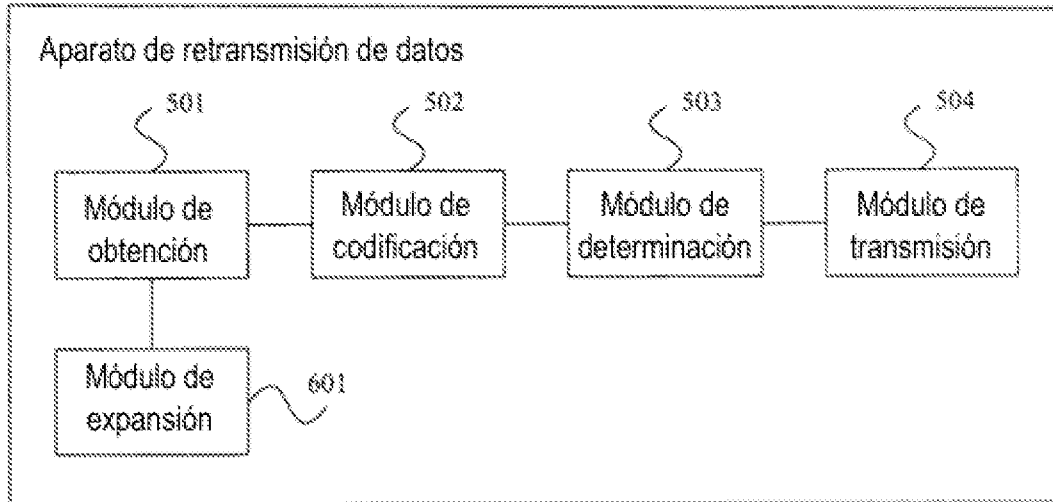 Aparato de retransmisión de datos
501
502
503
504
Módulo de
obtención
Módulo de
codificación
Módulo de
determinación
Módulo de
transmisión
Módulo de
expansión
601